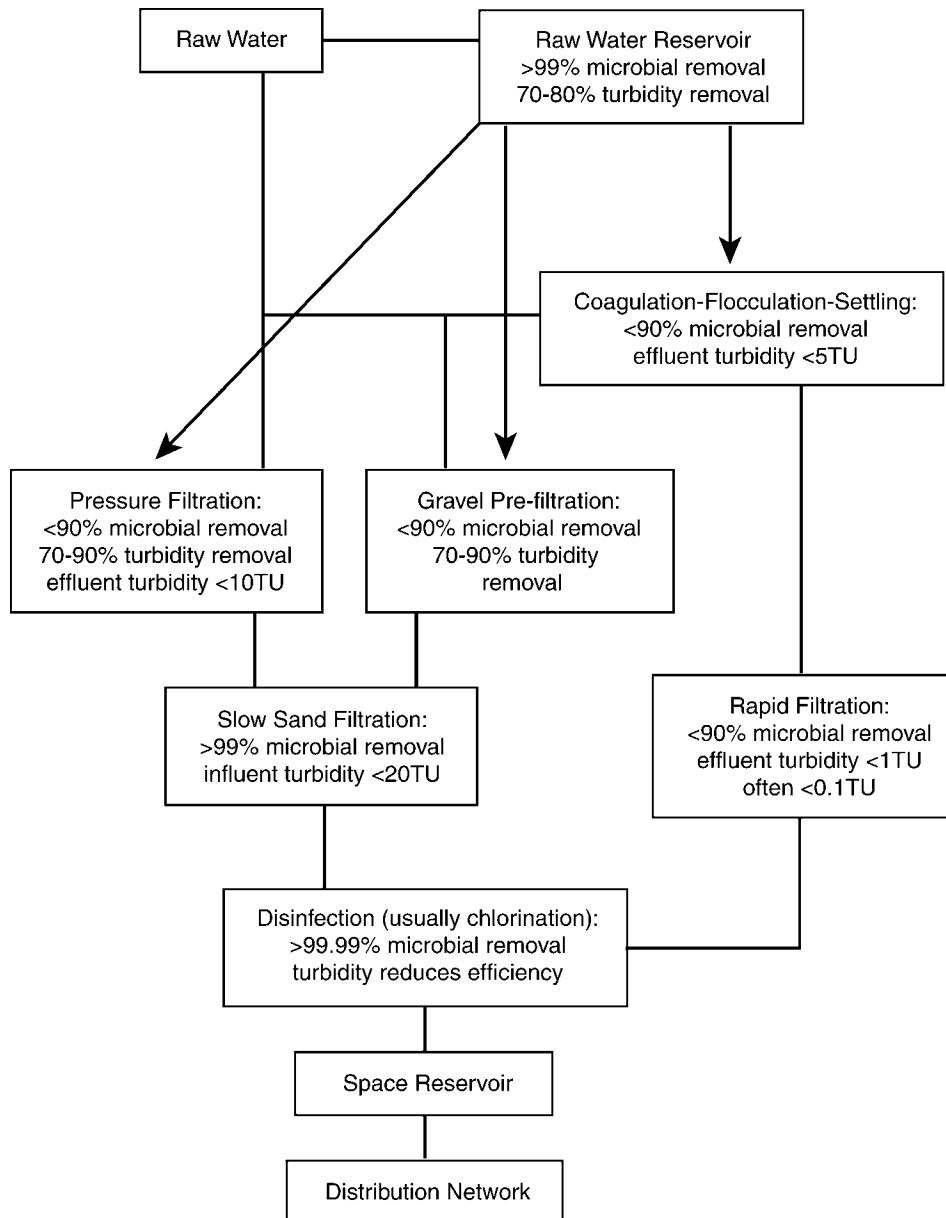 Raw Water
Raw Water Reservoir
>99% microbial removal
70-80% turbidity removal
Coagulation-Flocculation-Settling:
<90% microbial removal
effluent turbidity <5TU
Pressure Filtration:
<90% microbial removal
70-90% turbidity removal
effluent turbidity <10TU
Gravel Pre-filtration:
<90% microbial removal
70-90% turbidity
removal
Slow Sand Filtration:
>99% microbial removal
influent turbidity <20TU
Rapid Filtration:
<90% microbial removal
effluent turbidity <1TU
often <0.1TU
Disinfection (usually chlorination):
>99.99% microbial removal
turbidity reduces efficiency
Space Reservoir
Distribution Network